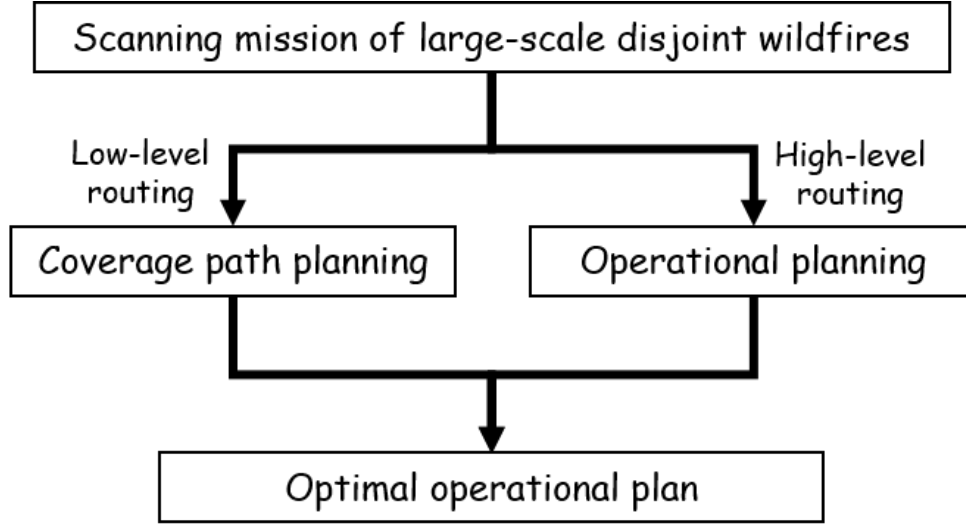 Scanning mission of large-scale disjoint wildfires
Low-level
routing
High-level
routing
Coverage path planning
Operational planning
Optimal operational plan